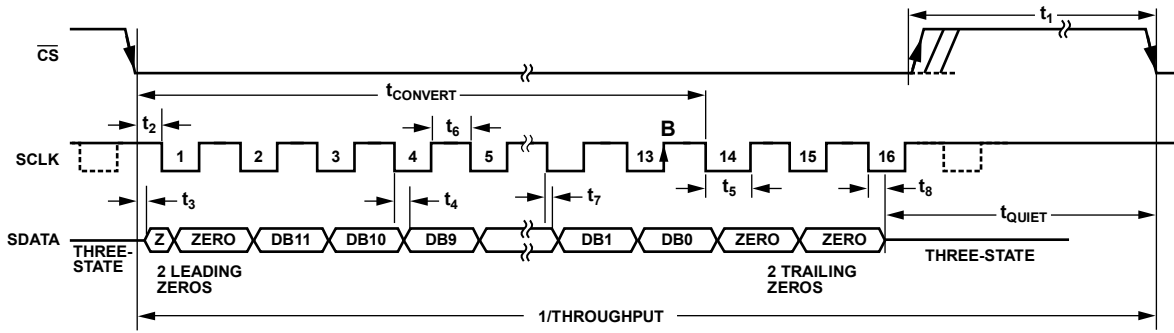 t1
CS
tCONVERT
t2
t6
B
SCLK
1 2 3 4 5 13 14 15 16
t3 t4 t7 t5 t8
tQUIET
SDATA
Z ZERO DB11 DB10 DB9 DB1 DB0 ZERO ZERO
THREE-
STATE
THREE-STATE
2 LEADING
ZEROS
2 TRAILING
ZEROS
1/THROUGHPUT